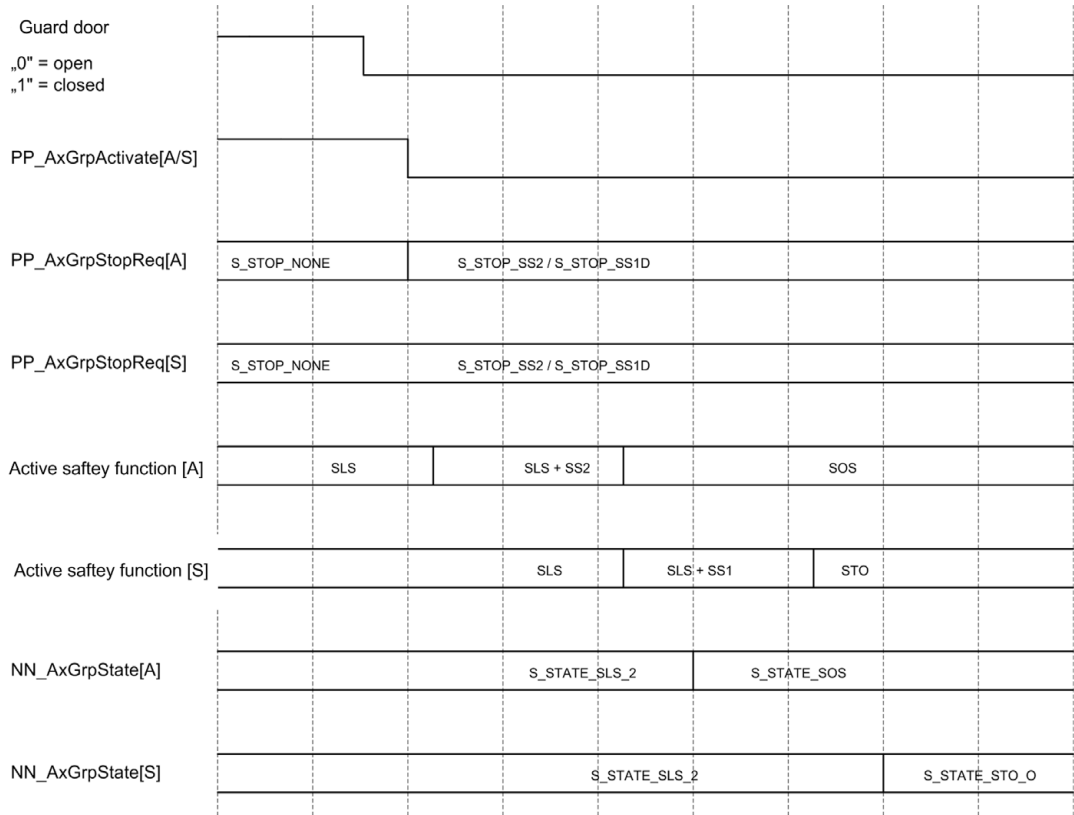 Guard door
„0" = open
„1" = closed
PP_AxGrpActivate[A/S]
PP_AxGrpStopReq[A]
S_STOP_NONE
S_STOP_SS2 / S_STOP_SS1D
PP_AxGrpStopReq[S]
S_STOP_NONE
S_STOP_SS2 / S_STOP_SS1D
Active saftey function [A]
SLS
SLS + SS2
SOS
Active saftey function [S]
SLS
SLS + SS1
STO
NN_AxGrpState[A]
S_STATE_SLS_2
S_STATE_SOS
NN_AxGrpState[S]
S_STATE_SLS_2
S_STATE_STO_O